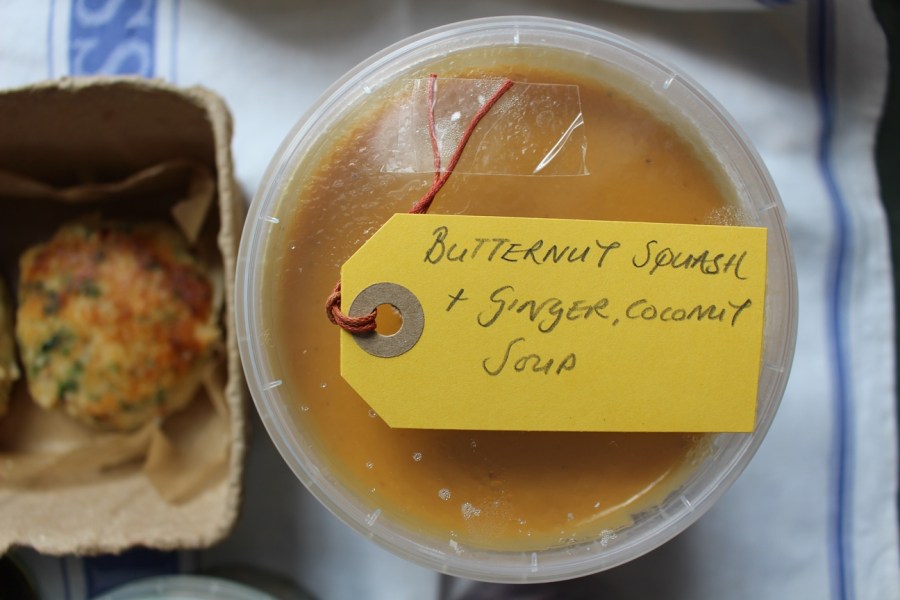 BUTTERNUT SQUASH
+ GINGER, COCONUT
SOUP